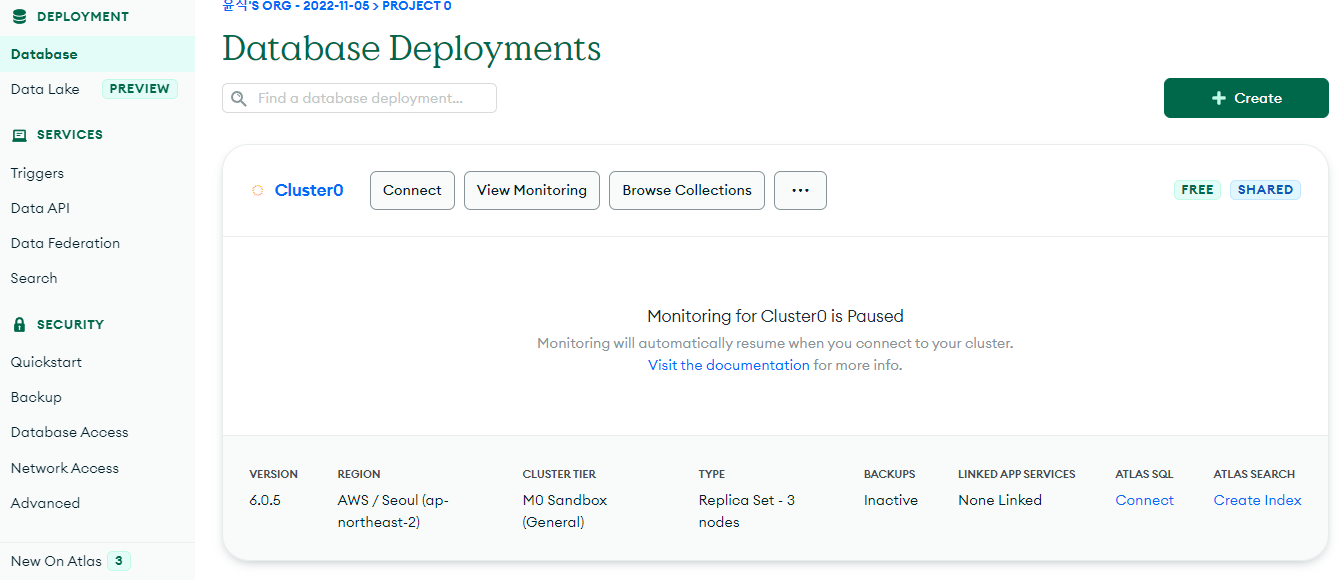 DEPLOYMENT
Database
Data Lake PREVIEW
SERVICES
Triggers
Data API
Data Federation
Search
SECURITY
Quickstart
Backup
Database Access
Network Access
Advanced
New On Atlas 3
윤식'S ORG - 2022-11-05 > PROJECT 0
Database Deployments
Find a database deployment...
+ Create
Cluster0 Connect View Monitoring Browse Collections ... FREE SHARED
Monitoring for Cluster0 is Paused
Monitoring will automatically resume when you connect to your cluster.
Visit the documentation for more info.
VERSION REGION CLUSTER TIER TYPE BACKUPS LINKED APP SERVICES ATLAS SQL ATLAS SEARCH
6.0.5 AWS / Seoul (ap- M0 Sandbox Replica Set - 3 Inactive None Linked Connect Create Index
northeast-2) (General) nodes